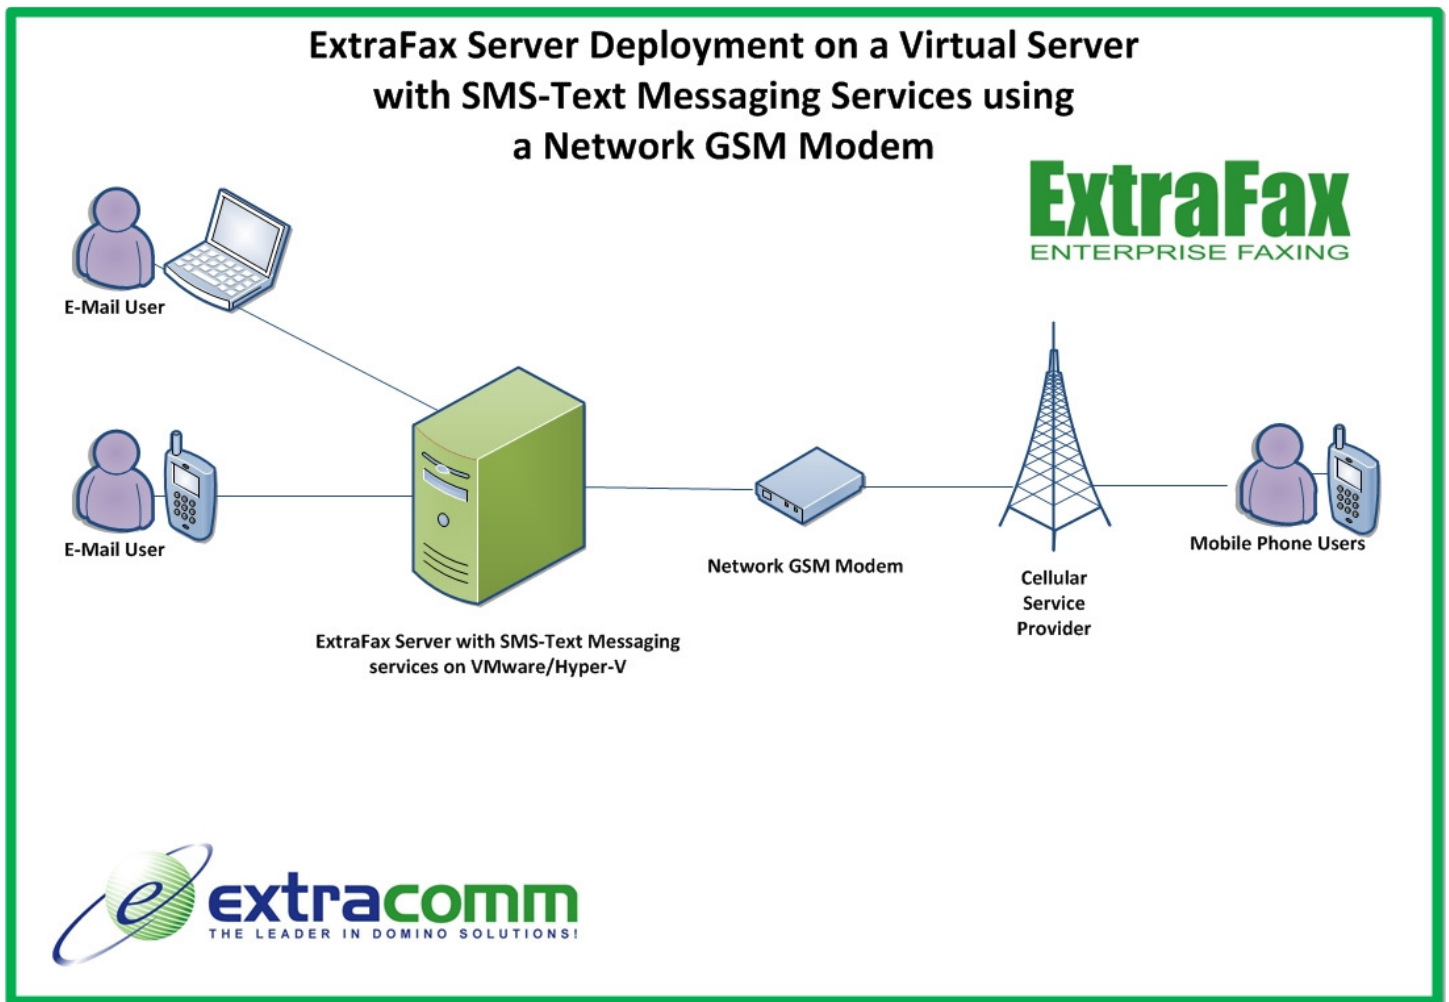 ExtraFax Server Deployment on a Virtual Server
with SMS-Text Messaging Services using
a Network GSM Modem
ExtraFax
ENTERPRISE FAXING
E-Mail User
E-Mail User
ExtraFax Server with SMS-Text Messaging
services on VMware/Hyper-V
Network GSM Modem
Cellular
Service
Provider
Mobile Phone Users
e
extracomm
THE LEADER IN DOMINO SOLUTIONS!